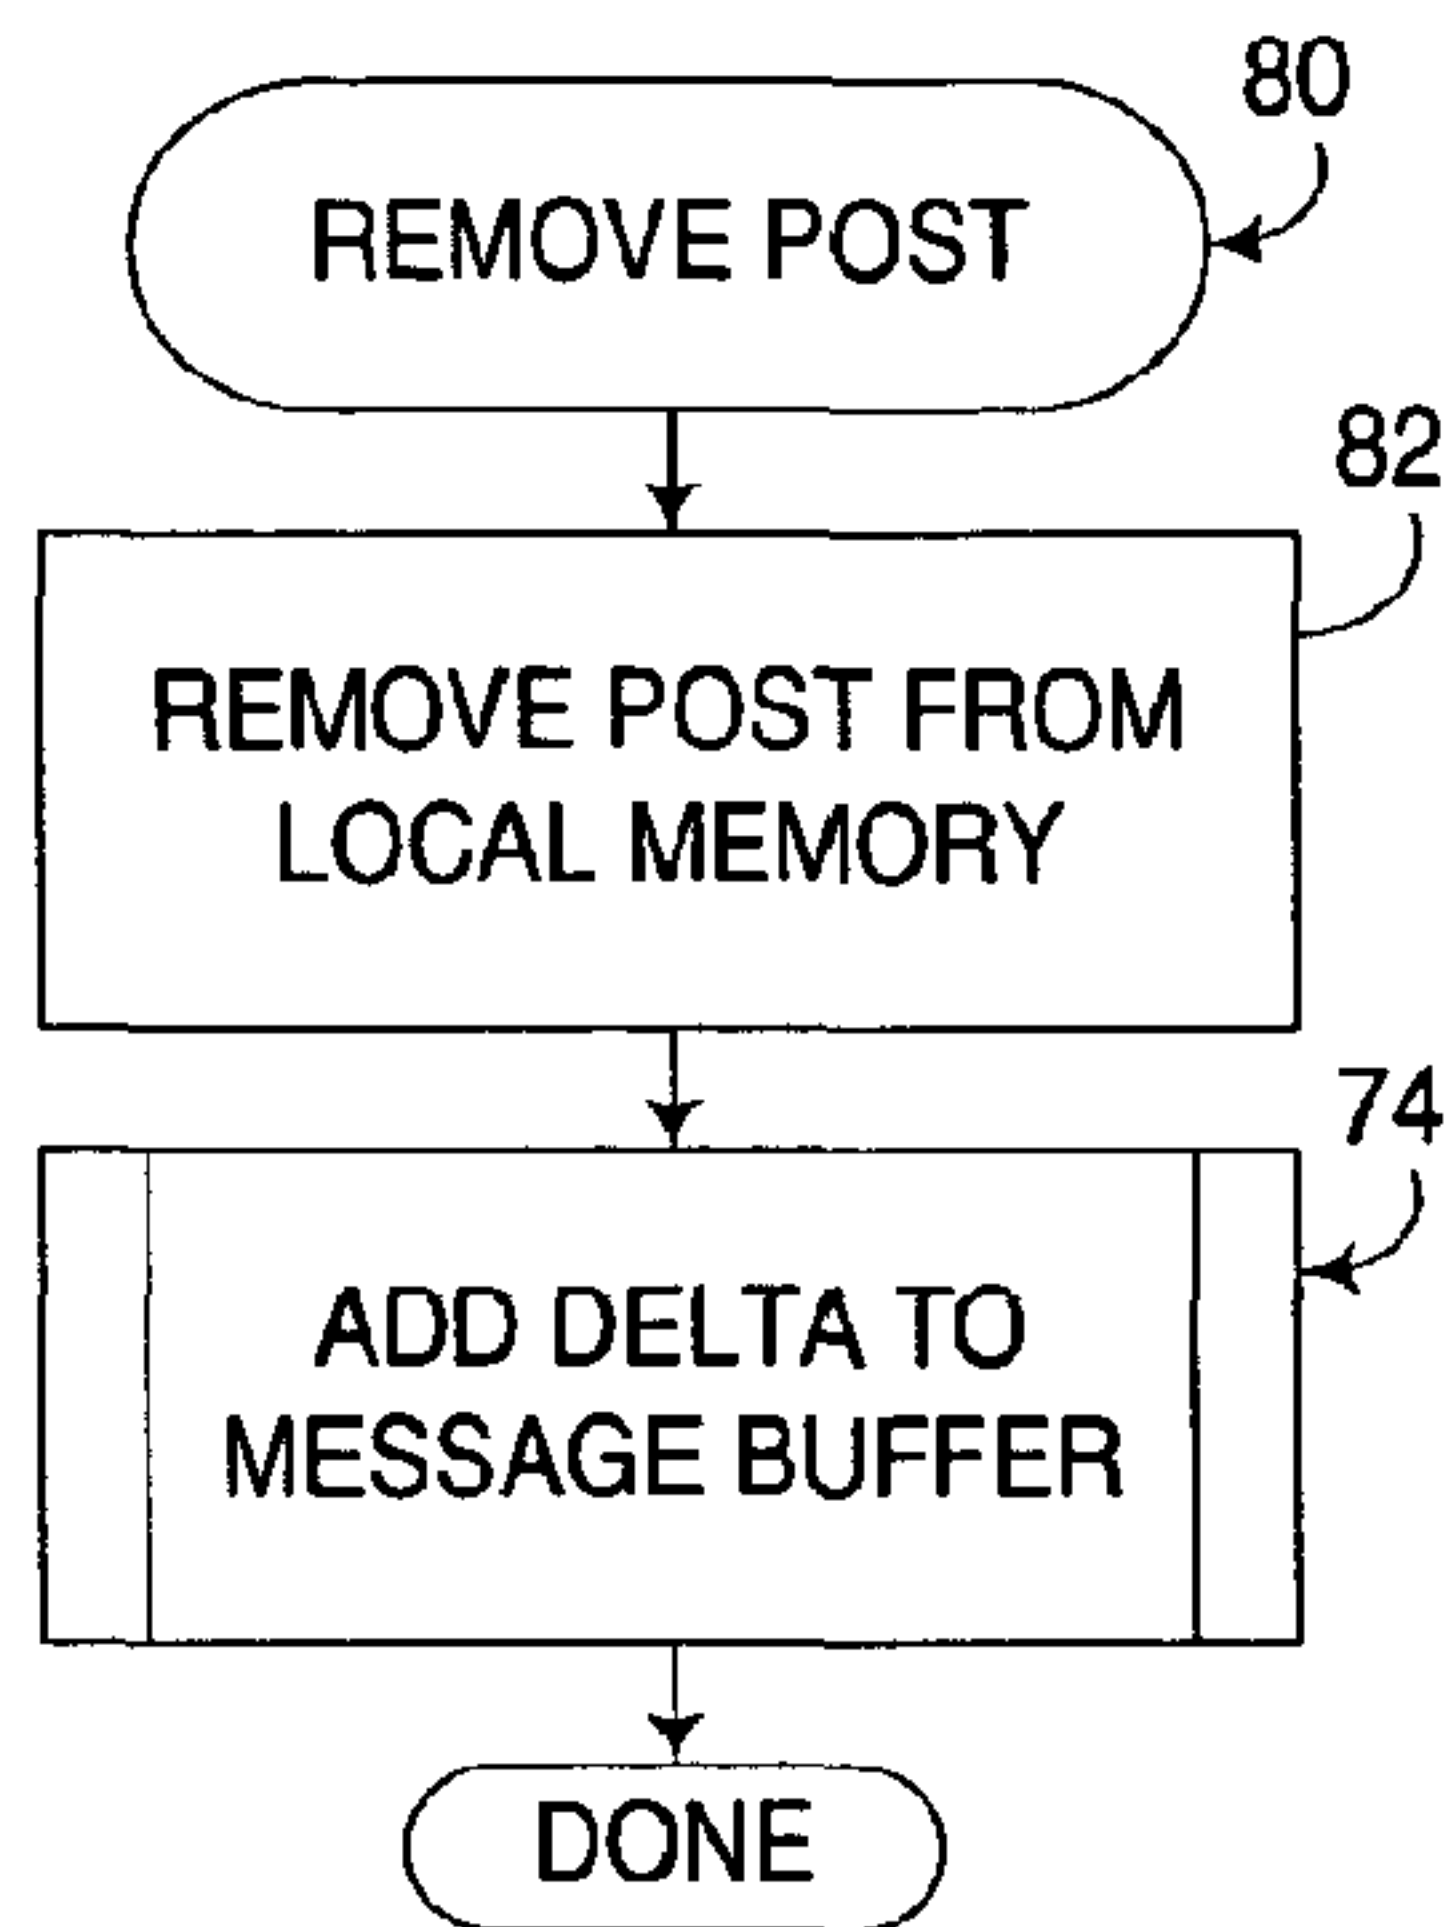 80
REMOVE POST
82
REMOVE POST FROM
LOCAL MEMORY
74
ADD DELTA TO
MESSAGE BUFFER
DONE